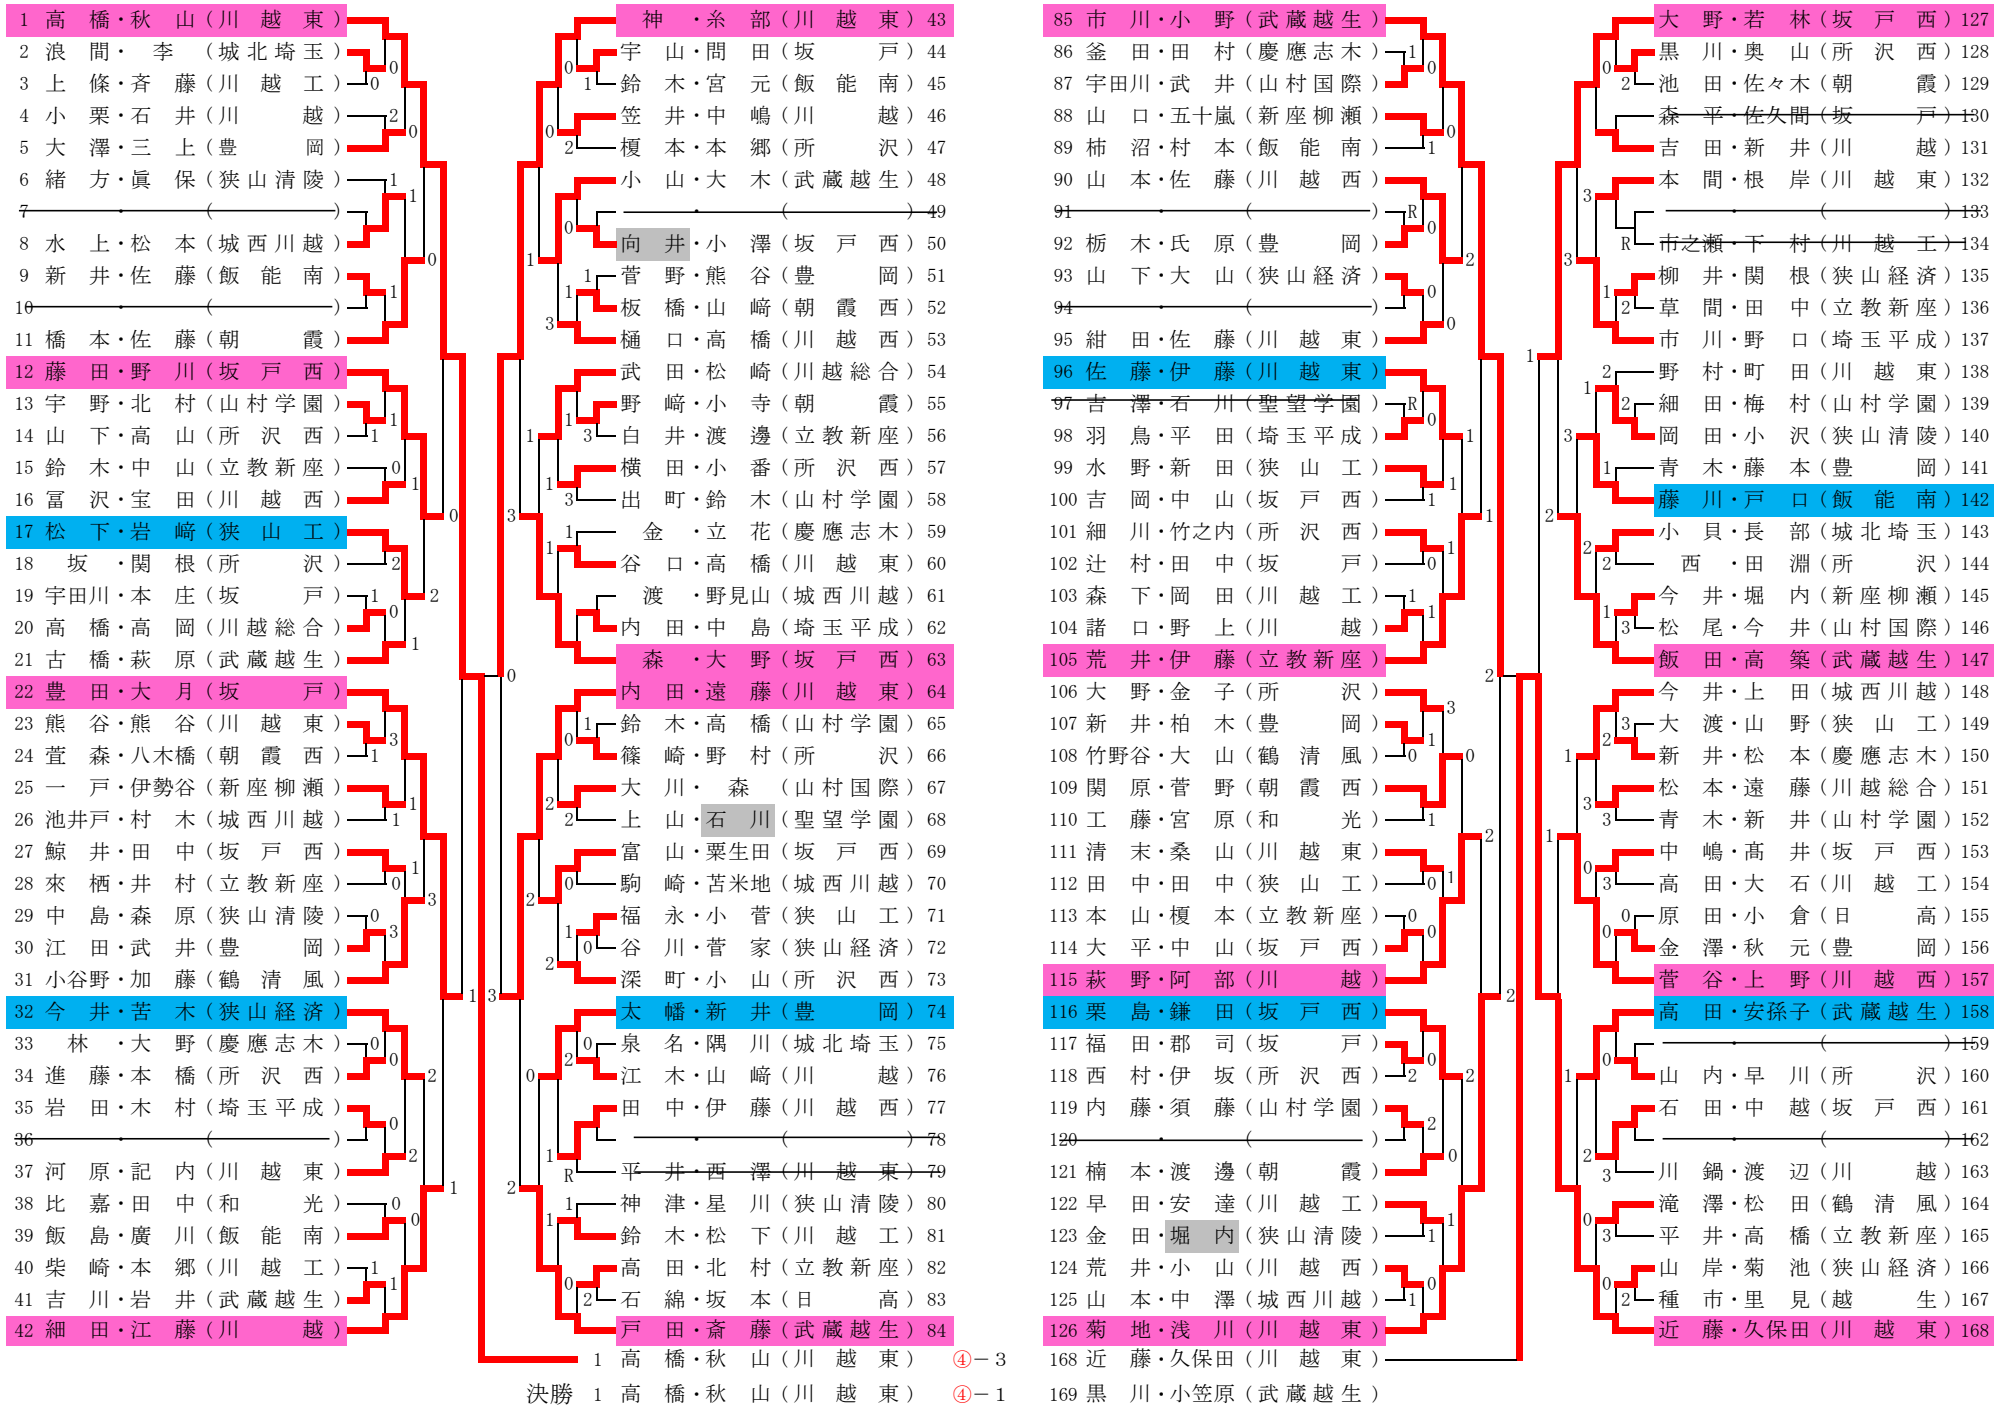 1 高橋・秋山(川越東)
2 浪間・李(城北埼玉)
3 上條・斉藤(川越工)
4 小栗・石井(川越)
5 大澤・三上(豊岡)
6 緒方・眞保(狭山清陵)
7 ・( )
8 水上・松本(城西川越)
9 新井・佐藤(飯能南)
10 ・( )
11 橋本・佐藤(朝霞)
12 藤田・野川(坂戸西)
13 宇野・北村(山村学園)
14 山下・高山(所沢西)
15 鈴木・中山(立教新座)
16 冨沢・宝田(川越西)
17 松下・岩﨑(狭山工)
18 坂・関根(所沢)
19 宇田川・本庄(坂戸)
20 高橋・高岡(川越総合)
21 古橋・萩原(武蔵越生)
22 豊田・大月(坂戸)
23 熊谷・熊谷(川越東)
24 萓森・八木橋(朝霞西)
25 一戸・伊勢谷(新座柳瀬)
26 池井戸・村木(城西川越)
27 鯨井・田中(坂戸西)
28 來栖・井村(立教新座)
29 中島・森原(狭山清陵)
30 江田・武井(豊岡)
31 小谷野・加藤(鶴清風)
32 今井・苫木(狭山経済)
33 林・大野(慶應志木)
34 進藤・本橋(所沢西)
35 岩田・木村(埼玉平成)
36 ・( )
37 河原・記内(川越東)
38 比嘉・田中(和光)
39 飯島・廣川(飯能南)
40 柴崎・本郷(川越工)
41 吉川・岩井(武蔵越生)
42 細田・江藤(川越)
神・糸部(川越東) 43
宇山・問田(坂戸) 44
鈴木・宮元(飯能南) 45
笠井・中嶋(川越) 46
榎本・本郷(所沢) 47
小山・大木(武蔵越生) 48
・( ) 49
向井・小澤(坂戸西) 50
菅野・熊谷(豊岡) 51
板橋・山﨑(朝霞西) 52
樋口・高橋(川越西) 53
武田・松崎(川越総合) 54
野﨑・小寺(朝霞) 55
白井・渡邊(立教新座) 56
横田・小番(所沢西) 57
出町・鈴木(山村学園) 58
金・立花(慶應志木) 59
谷口・高橋(川越東) 60
渡・野見山(城西川越) 61
内田・中島(埼玉平成) 62
森・大野(坂戸西) 63
内田・遠藤(川越東) 64
鈴木・高橋(山村学園) 65
篠崎・野村(所沢) 66
大川・森(山村国際) 67
上山・石川(聖望学園) 68
富山・粟生田(坂戸西) 69
駒崎・苫米地(城西川越) 70
福永・小菅(狭山工) 71
谷川・菅家(狭山経済) 72
深町・小山(所沢西) 73
太幡・新井(豊岡) 74
泉名・隅川(城北埼玉) 75
江木・山﨑(川越) 76
田中・伊藤(川越西) 77
・( ) 78
平井・西澤(川越東) 79
神津・星川(狭山清陵) 80
鈴木・松下(川越工) 81
高田・北村(立教新座) 82
石綿・坂本(日高) 83
戸田・斎藤(武蔵越生) 84
85 市川・小野(武蔵越生)
86 釜田・田村(慶應志木)
87 宇田川・武井(山村国際)
88 山口・五十嵐(新座柳瀬)
89 柿沼・村本(飯能南)
90 山本・佐藤(川越西)
91 ・( )
92 栃木・氏原(豊岡)
93 山下・大山(狭山経済)
94 ・( )
95 紺田・佐藤(川越東)
96 佐藤・伊藤(川越東)
97 吉澤・石川(聖望学園)
98 羽鳥・平田(埼玉平成)
99 水野・新田(狭山工)
100 吉岡・中山(坂戸西)
101 細川・竹之内(所沢西)
102 辻村・田中(坂戸)
103 森下・岡田(川越工)
104 諸口・野上(川越)
105 荒井・伊藤(立教新座)
106 大野・金子(所沢)
107 新井・柏木(豊岡)
108 竹野谷・大山(鶴清風)
109 関原・菅野(朝霞西)
110 工藤・宮原(和光)
111 清末・桑山(川越東)
112 田中・田中(狭山工)
113 本山・榎本(立教新座)
114 大平・中山(坂戸西)
115 萩野・阿部(川越)
116 栗島・鎌田(坂戸西)
117 福田・郡司(坂戸)
118 西村・伊坂(所沢西)
119 内藤・須藤(山村学園)
120 ・( )
121 楠本・渡邊(朝霞)
122 早田・安達(川越工)
123 金田・堀内(狭山清陵)
124 荒井・小山(川越西)
125 山本・中澤(城西川越)
126 菊地・浅川(川越東)
大野・若林(坂戸西) 127
黒川・奥山(所沢西) 128
池田・佐々木(朝霞) 129
森平・佐久間(坂戸) 130
吉田・新井(川越) 131
本間・根岸(川越東) 132
・( ) 133
市之瀬・下村(川越工) 134
柳井・関根(狭山経済) 135
草間・田中(立教新座) 136
市川・野口(埼玉平成) 137
野村・町田(川越東) 138
細田・梅村(山村学園) 139
岡田・小沢(狭山清陵) 140
青木・藤本(豊岡) 141
藤川・戸口(飯能南) 142
小貝・長部(城北埼玉) 143
西・田淵(所沢) 144
今井・堀内(新座柳瀬) 145
松尾・今井(山村国際) 146
飯田・高築(武蔵越生) 147
今井・上田(城西川越) 148
大渡・山野(狭山工) 149
新井・松本(慶應志木) 150
松本・遠藤(川越総合) 151
青木・新井(山村学園) 152
中嶋・髙井(坂戸西) 153
高田・大石(川越工) 154
原田・小倉(日高) 155
金澤・秋元(豊岡) 156
菅谷・上野(川越西) 157
高田・安孫子(武蔵越生) 158
・( ) 159
山内・早川(所沢) 160
石田・中越(坂戸西) 161
・( ) 162
川鍋・渡辺(川越) 163
滝澤・松田(鶴清風) 164
平井・高橋(立教新座) 165
山岸・菊池(狭山経済) 166
種市・里見(越生) 167
近藤・久保田(川越東) 168
1 高橋・秋山(川越東) ④－3 168 近藤・久保田(川越東)
決勝 1 高橋・秋山(川越東) ④－1 169 黒川・小笠原(武蔵越生)